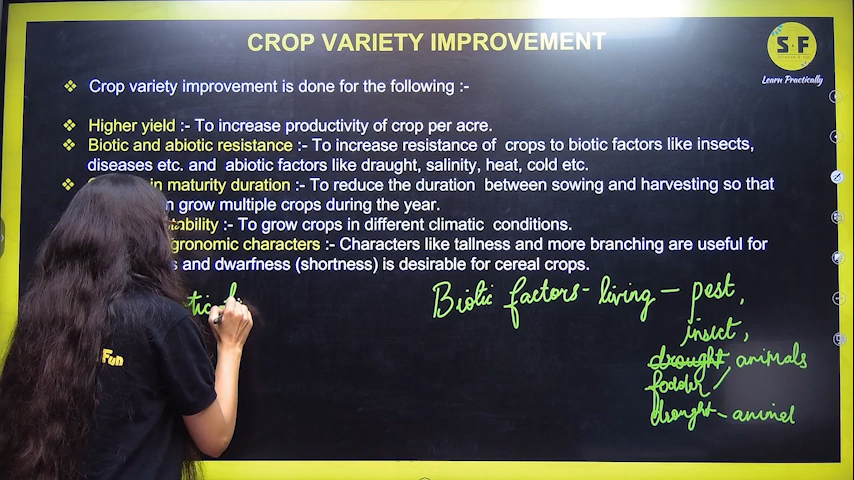 CROP VARIETY IMPROVEMENT
S F
Learn Practically
Crop variety improvement is done for the following :-
Higher yield :- To increase productivity of crop per acre.
Biotic and abiotic resistance :- To increase resistance of crops to biotic factors like insects,
diseases etc. and abiotic factors like draught, salinity, heat, cold etc.
in maturity duration :- To reduce the duration between sowing and harvesting so that
n grow multiple crops during the year.
tability :- To grow crops in different climatic conditions.
gronomic characters :- Characters like tallness and more branching are useful for
s and dwarfness (shortness) is desirable for cereal crops.
Biotic factors - living - pest,
insect,
drought, animals
fodder
drought - animal
Fun